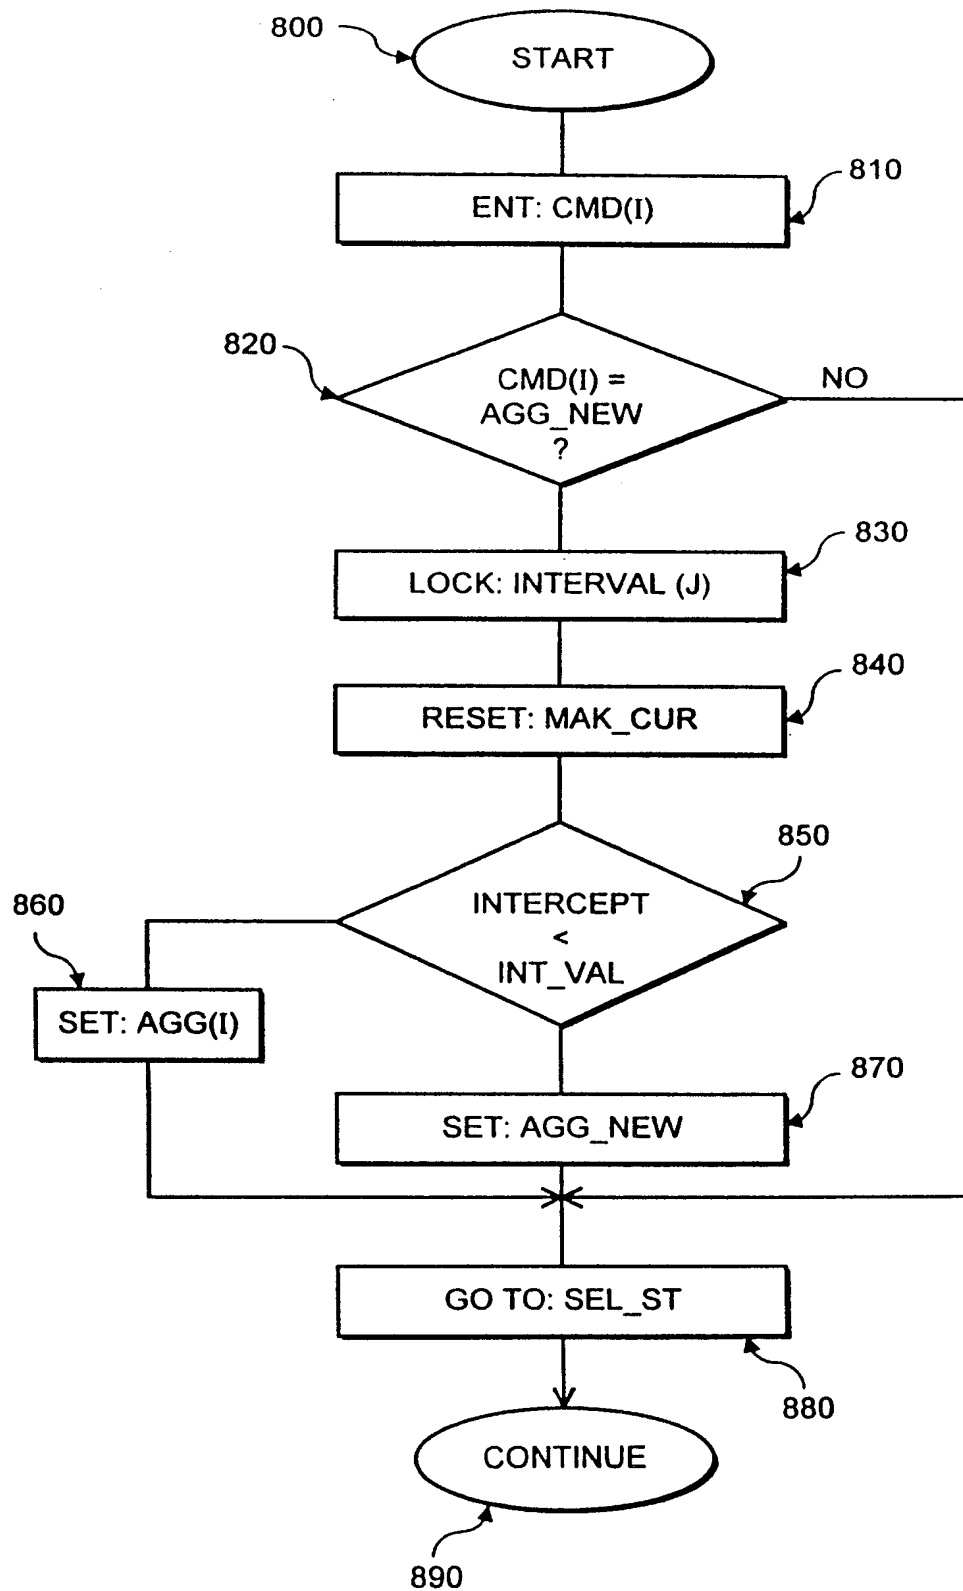 800
START
810
ENT: CMD(I)
820
CMD(I) =
AGG_NEW
?
NO
830
LOCK: INTERVAL (J)
840
RESET: MAK_CUR
850
INTERCEPT
<
INT_VAL
860
SET: AGG(I)
870
SET: AGG_NEW
GO TO: SEL_ST
880
CONTINUE
890